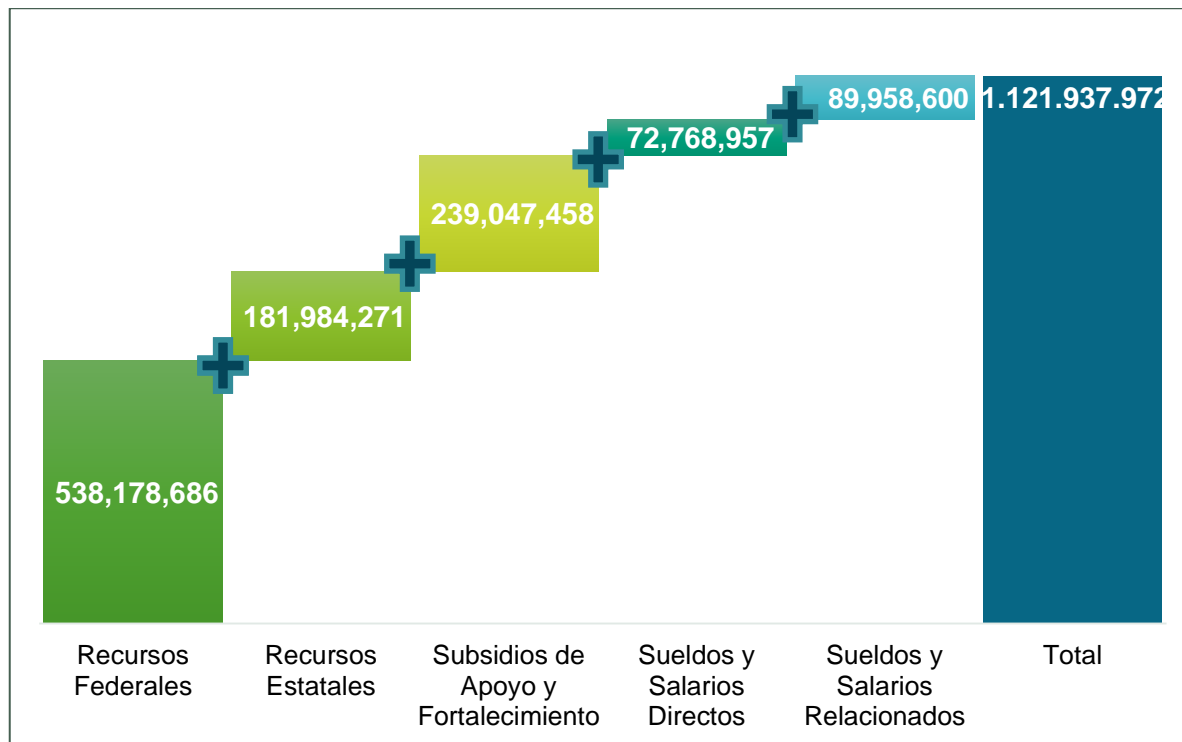 89,958,600
1.121.937.972
72,768,957
239,047,458
181,984,271
538,178,686
Recursos
Federales
Recursos
Estatales
Subsidios de
Apoyo y
Fortalecimiento
Sueldos y
Salarios
Directos
Sueldos y
Salarios
Relacionados
Total